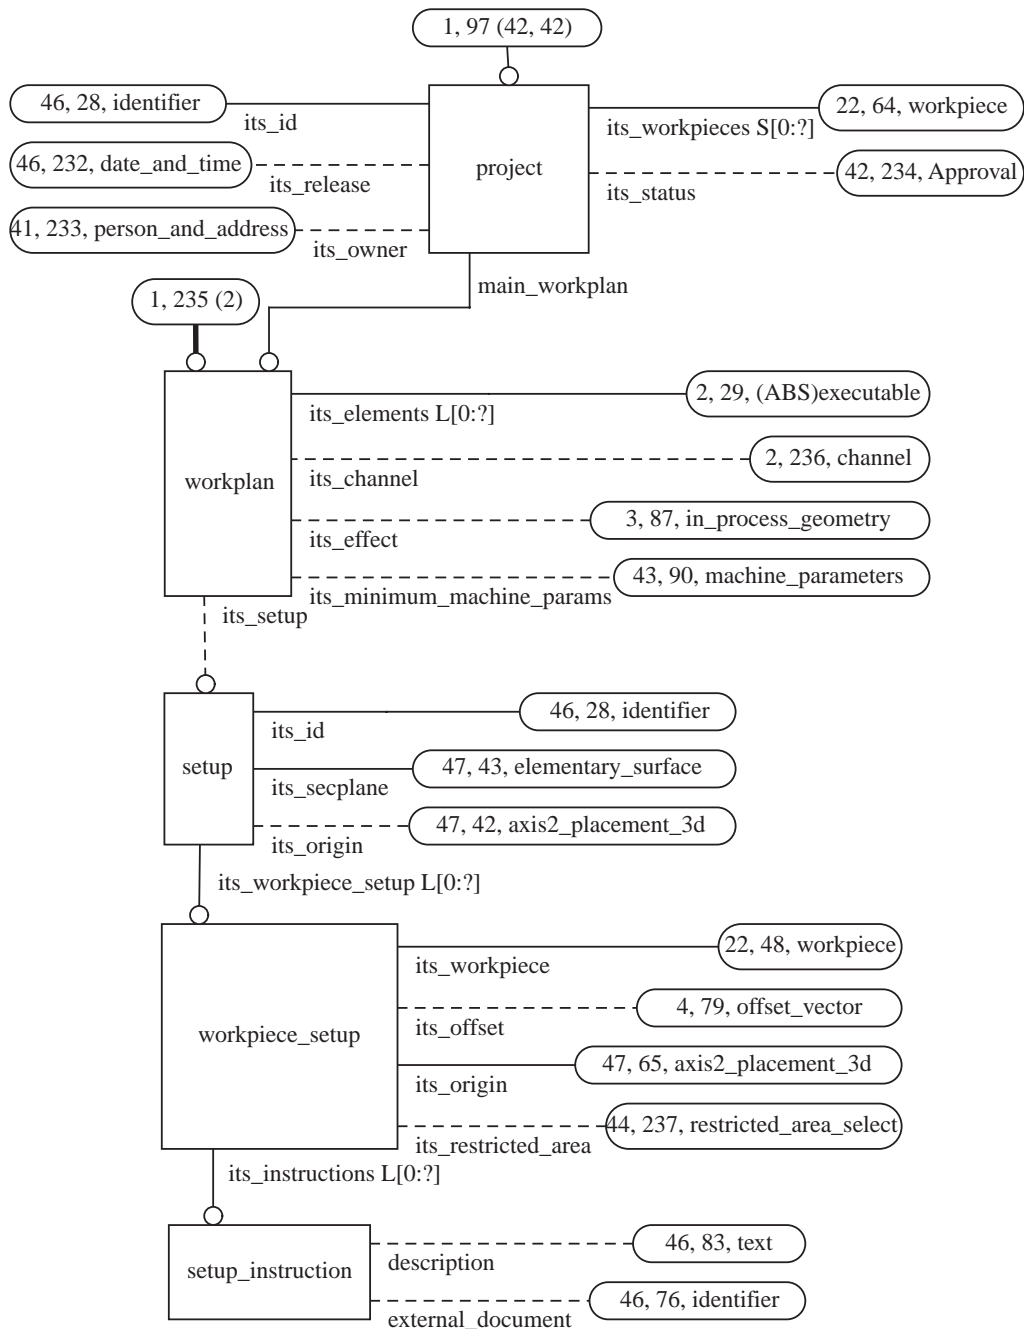 1, 97 (42, 42)
46, 28, identifier
its_id
its_workpieces S[0:?]
22, 64, workpiece
46, 232, date_and_time
its_release
project
its_status
42, 234, Approval
41, 233, person_and_address
its_owner
main_workplan
1, 235 (2)
its_elements L[0:?]
2, 29, (ABS)executable
workplan
its_channel
2, 236, channel
its_effect
3, 87, in_process_geometry
its_minimum_machine_params
43, 90, machine_parameters
its_setup
setup
its_id
46, 28, identifier
its_secplane
47, 43, elementary_surface
its_origin
47, 42, axis2_placement_3d
its_workpiece_setup L[0:?]
workpiece_setup
its_workpiece
22, 48, workpiece
its_offset
4, 79, offset_vector
its_origin
47, 65, axis2_placement_3d
its_restricted_area
44, 237, restricted_area_select
its_instructions L[0:?]
setup_instruction
description
46, 83, text
external_document
46, 76, identifier